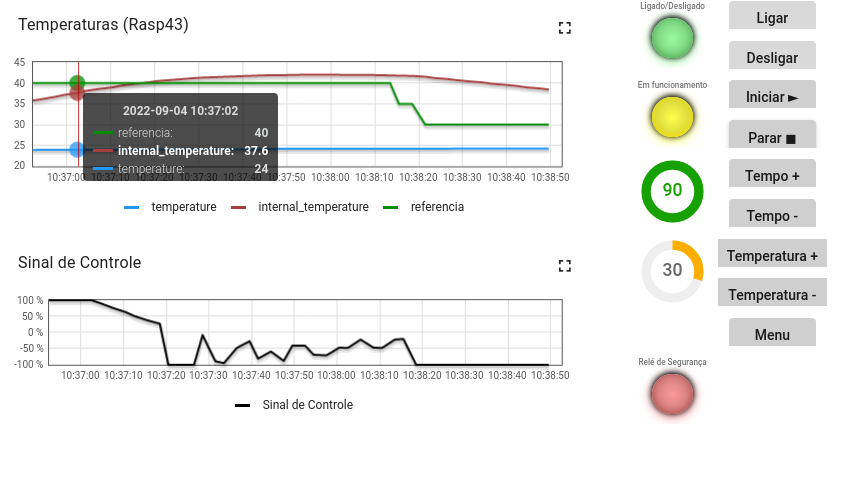 Temperaturas (Rasp43)
45
40
35
30
25
20
2022-09-04 10:37:02
referencia: 40
internal_temperature: 37.6
temperature: 24
10:37:00 10:37:10 10:37:20 10:37:30 10:37:40 10:37:50 10:38:00 10:38:10 10:38:20 10:38:30 10:38:40 10:38:50
temperature internal_temperature referencia
Sinal de Controle
100 %
50 %
0 %
-50 %
-100 %
10:37:00 10:37:10 10:37:20 10:37:30 10:37:40 10:37:50 10:38:00 10:38:10 10:38:20 10:38:30 10:38:40 10:38:50
Sinal de Controle
Ligado/Desligado
Em funcionamento
90
30
Relé de Segurança
Ligar
Desligar
Iniciar ►
Parar ■
Tempo +
Tempo -
Temperatura +
Temperatura -
Menu